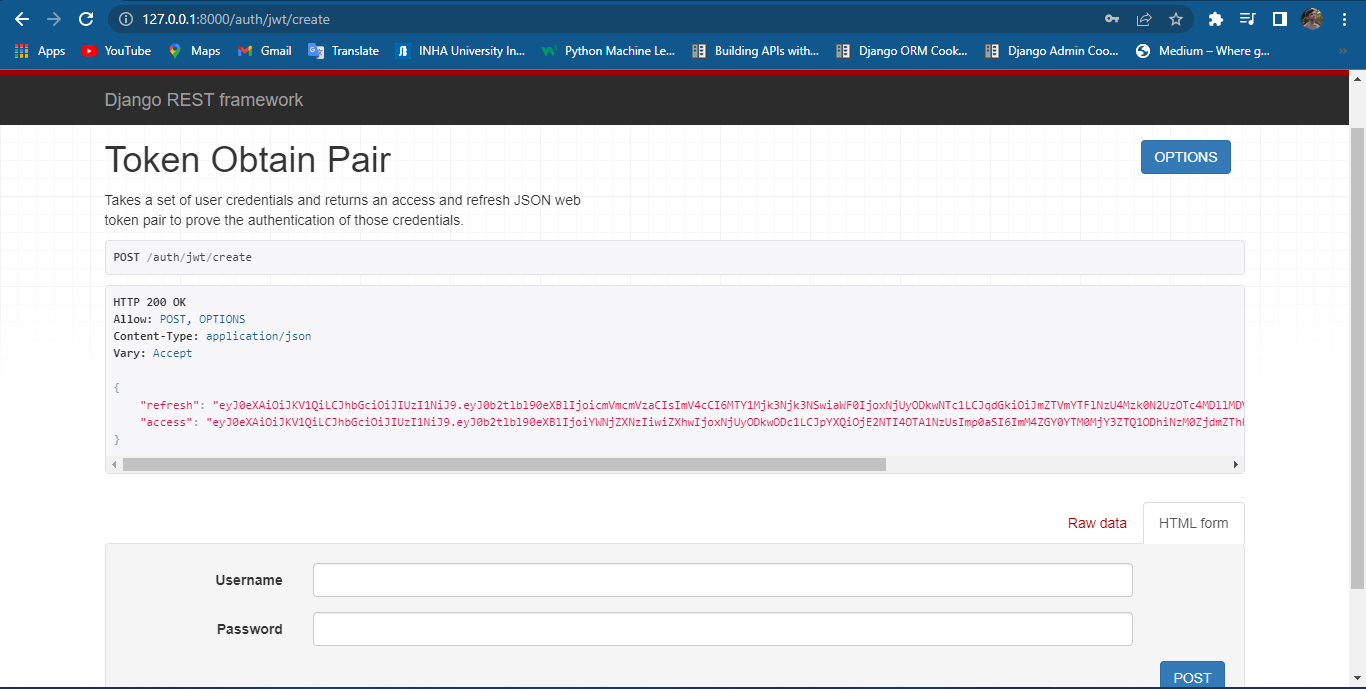 127.0.0.1:8000/auth/jwt/create
Apps YouTube Maps Gmail Translate INHA University In... Python Machine Le... Building APIs with... Django ORM Cook... Django Admin Coo... Medium – Where g... »
Django REST framework
Token Obtain Pair
OPTIONS
Takes a set of user credentials and returns an access and refresh JSON web
token pair to prove the authentication of those credentials.
POST /auth/jwt/create
HTTP 200 OK
Allow: POST, OPTIONS
Content-Type: application/json
Vary: Accept
{
"refresh":
"access":
}
Raw data HTML form
Username
Password
POST